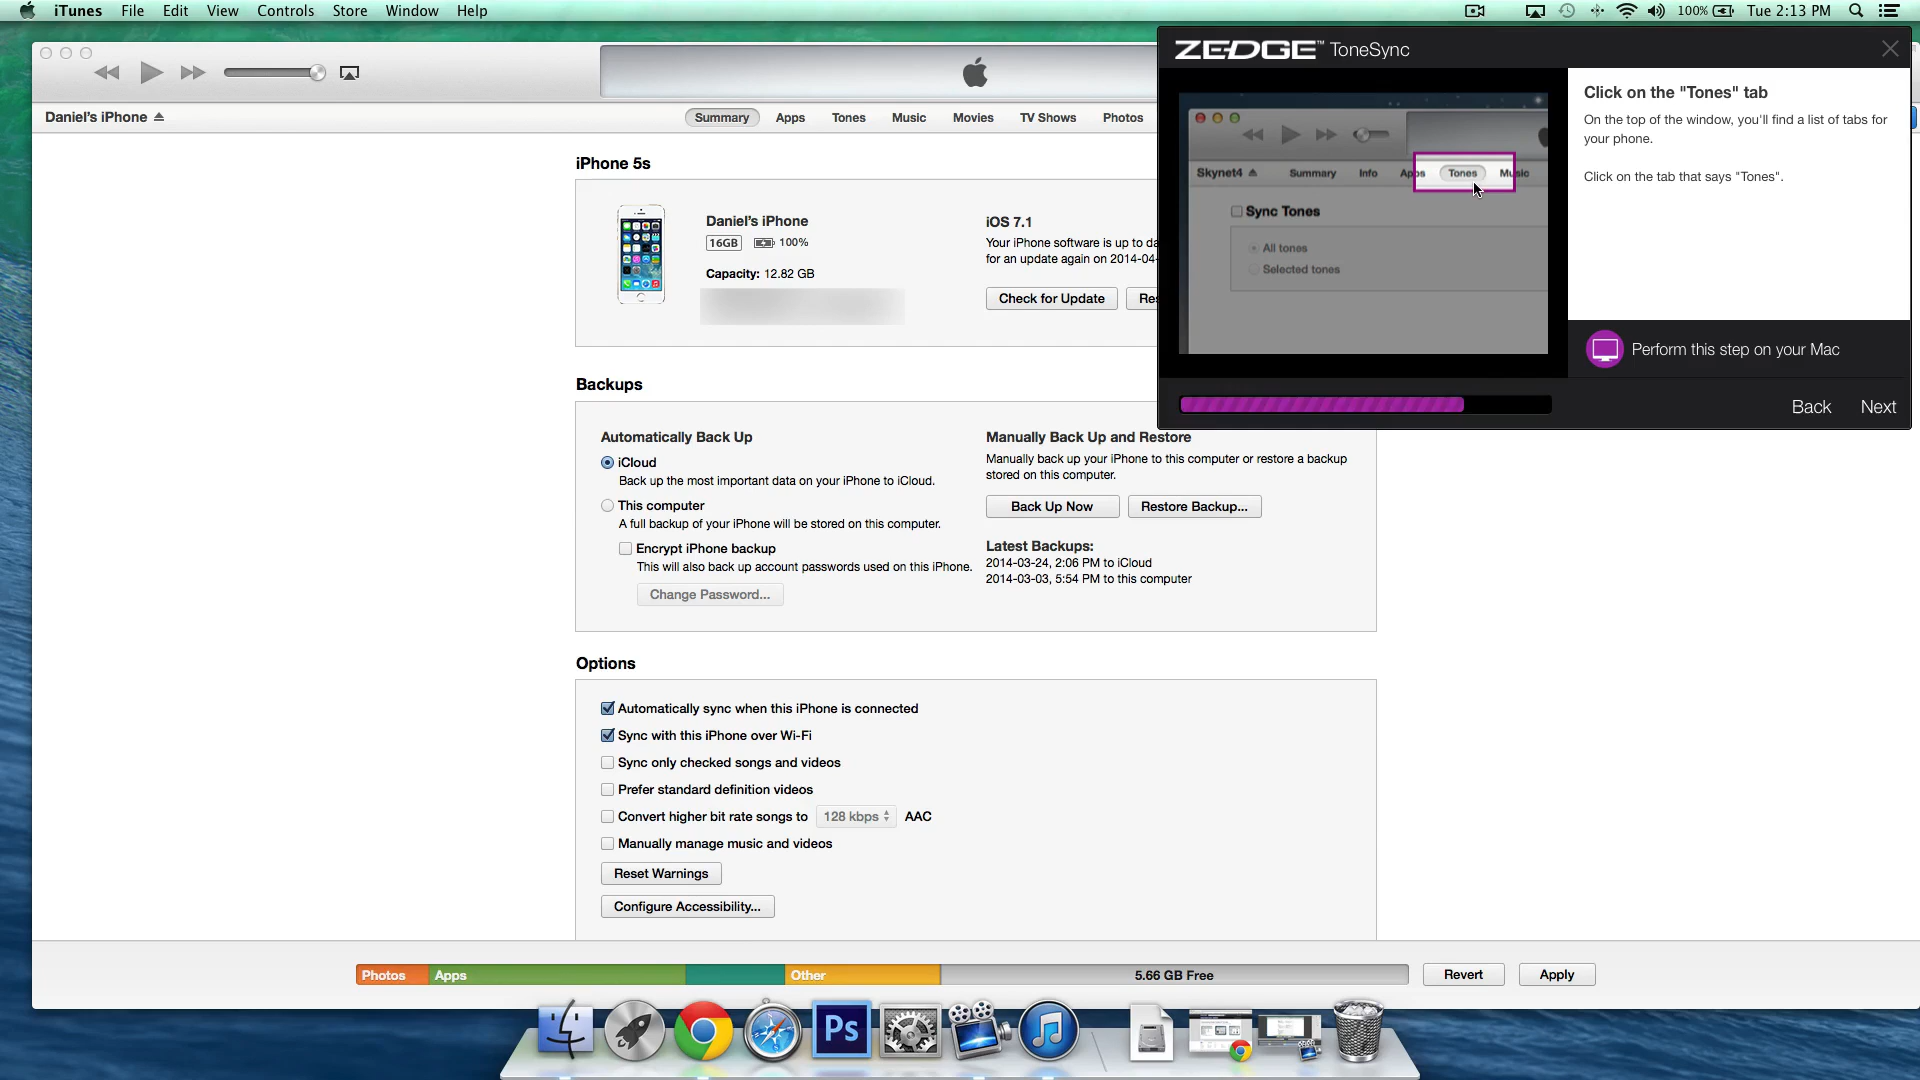 iTunes File Edit View Controls Store Window Help 100% Tue 2:13 PM
ZEDGE™ ToneSync
Daniel's iPhone
Summary Apps Tones Music Movies TV Shows Photos
Click on the "Tones" tab
On the top of the window, you'll find a list of tabs for
your phone.
Click on the tab that says "Tones".
Skynet4 Summary Info Apps Tones Music
Sync Tones
All tones
Selected tones
Perform this step on your Mac
Back Next
iPhone 5s
Daniel's iPhone
16GB 100%
Capacity: 12.82 GB
iOS 7.1
Your iPhone software is up to da
for an update again on 2014-04-
Check for Update Res
Backups
Automatically Back Up
iCloud
Back up the most important data on your iPhone to iCloud.
This computer
A full backup of your iPhone will be stored on this computer.
Encrypt iPhone backup
This will also back up account passwords used on this iPhone.
Change Password...
Manually Back Up and Restore
Manually back up your iPhone to this computer or restore a backup
stored on this computer.
Back Up Now Restore Backup...
Latest Backups:
2014-03-24, 2:06 PM to iCloud
2014-03-03, 5:54 PM to this computer
Options
Automatically sync when this iPhone is connected
Sync with this iPhone over Wi-Fi
Sync only checked songs and videos
Prefer standard definition videos
Convert higher bit rate songs to 128 kbps AAC
Manually manage music and videos
Reset Warnings
Configure Accessibility...
Photos Apps Other 5.66 GB Free Revert Apply
Ps